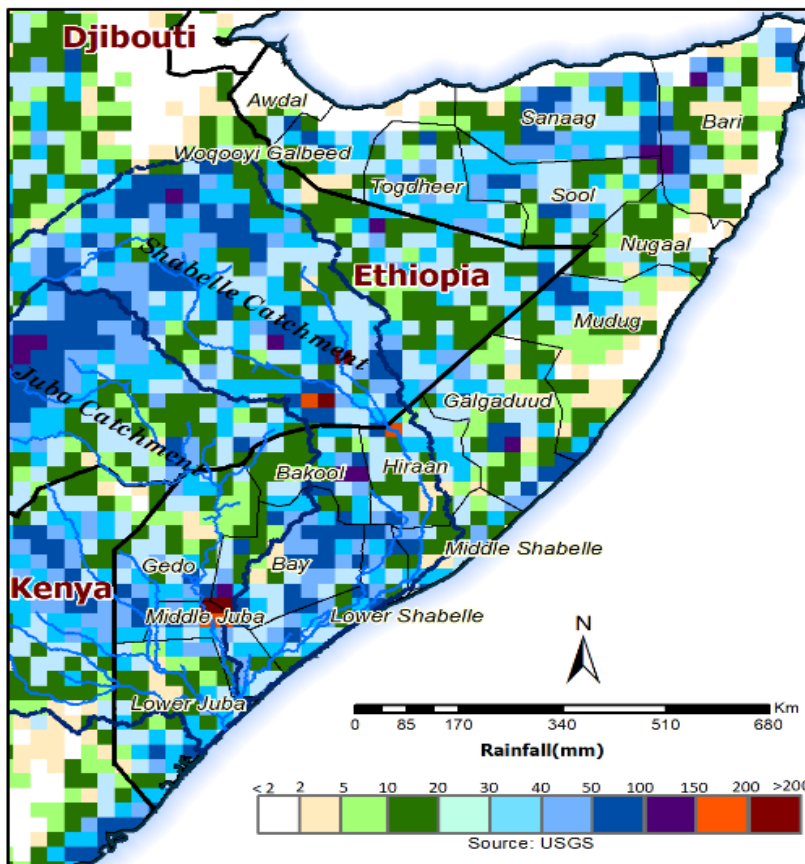 Djibouti
Awdal
Sanaag
Bari
Woqooyi Galbeed
Togdheer
Sool
Nugaal
Shabelle Catchment
Ethiopia
Mudug
Juba Catchment
Galgaduud
Bakool
Hiraan
Gedo
Bay
Middle Shabelle
Kenya
Middle Juba
Lower Shabelle
Lower Juba
N
Km
0 85 170 340 510 680
Rainfall(mm)
< 2 2 5 10 20 30 40 50 100 150 200 >200
Source: USGS